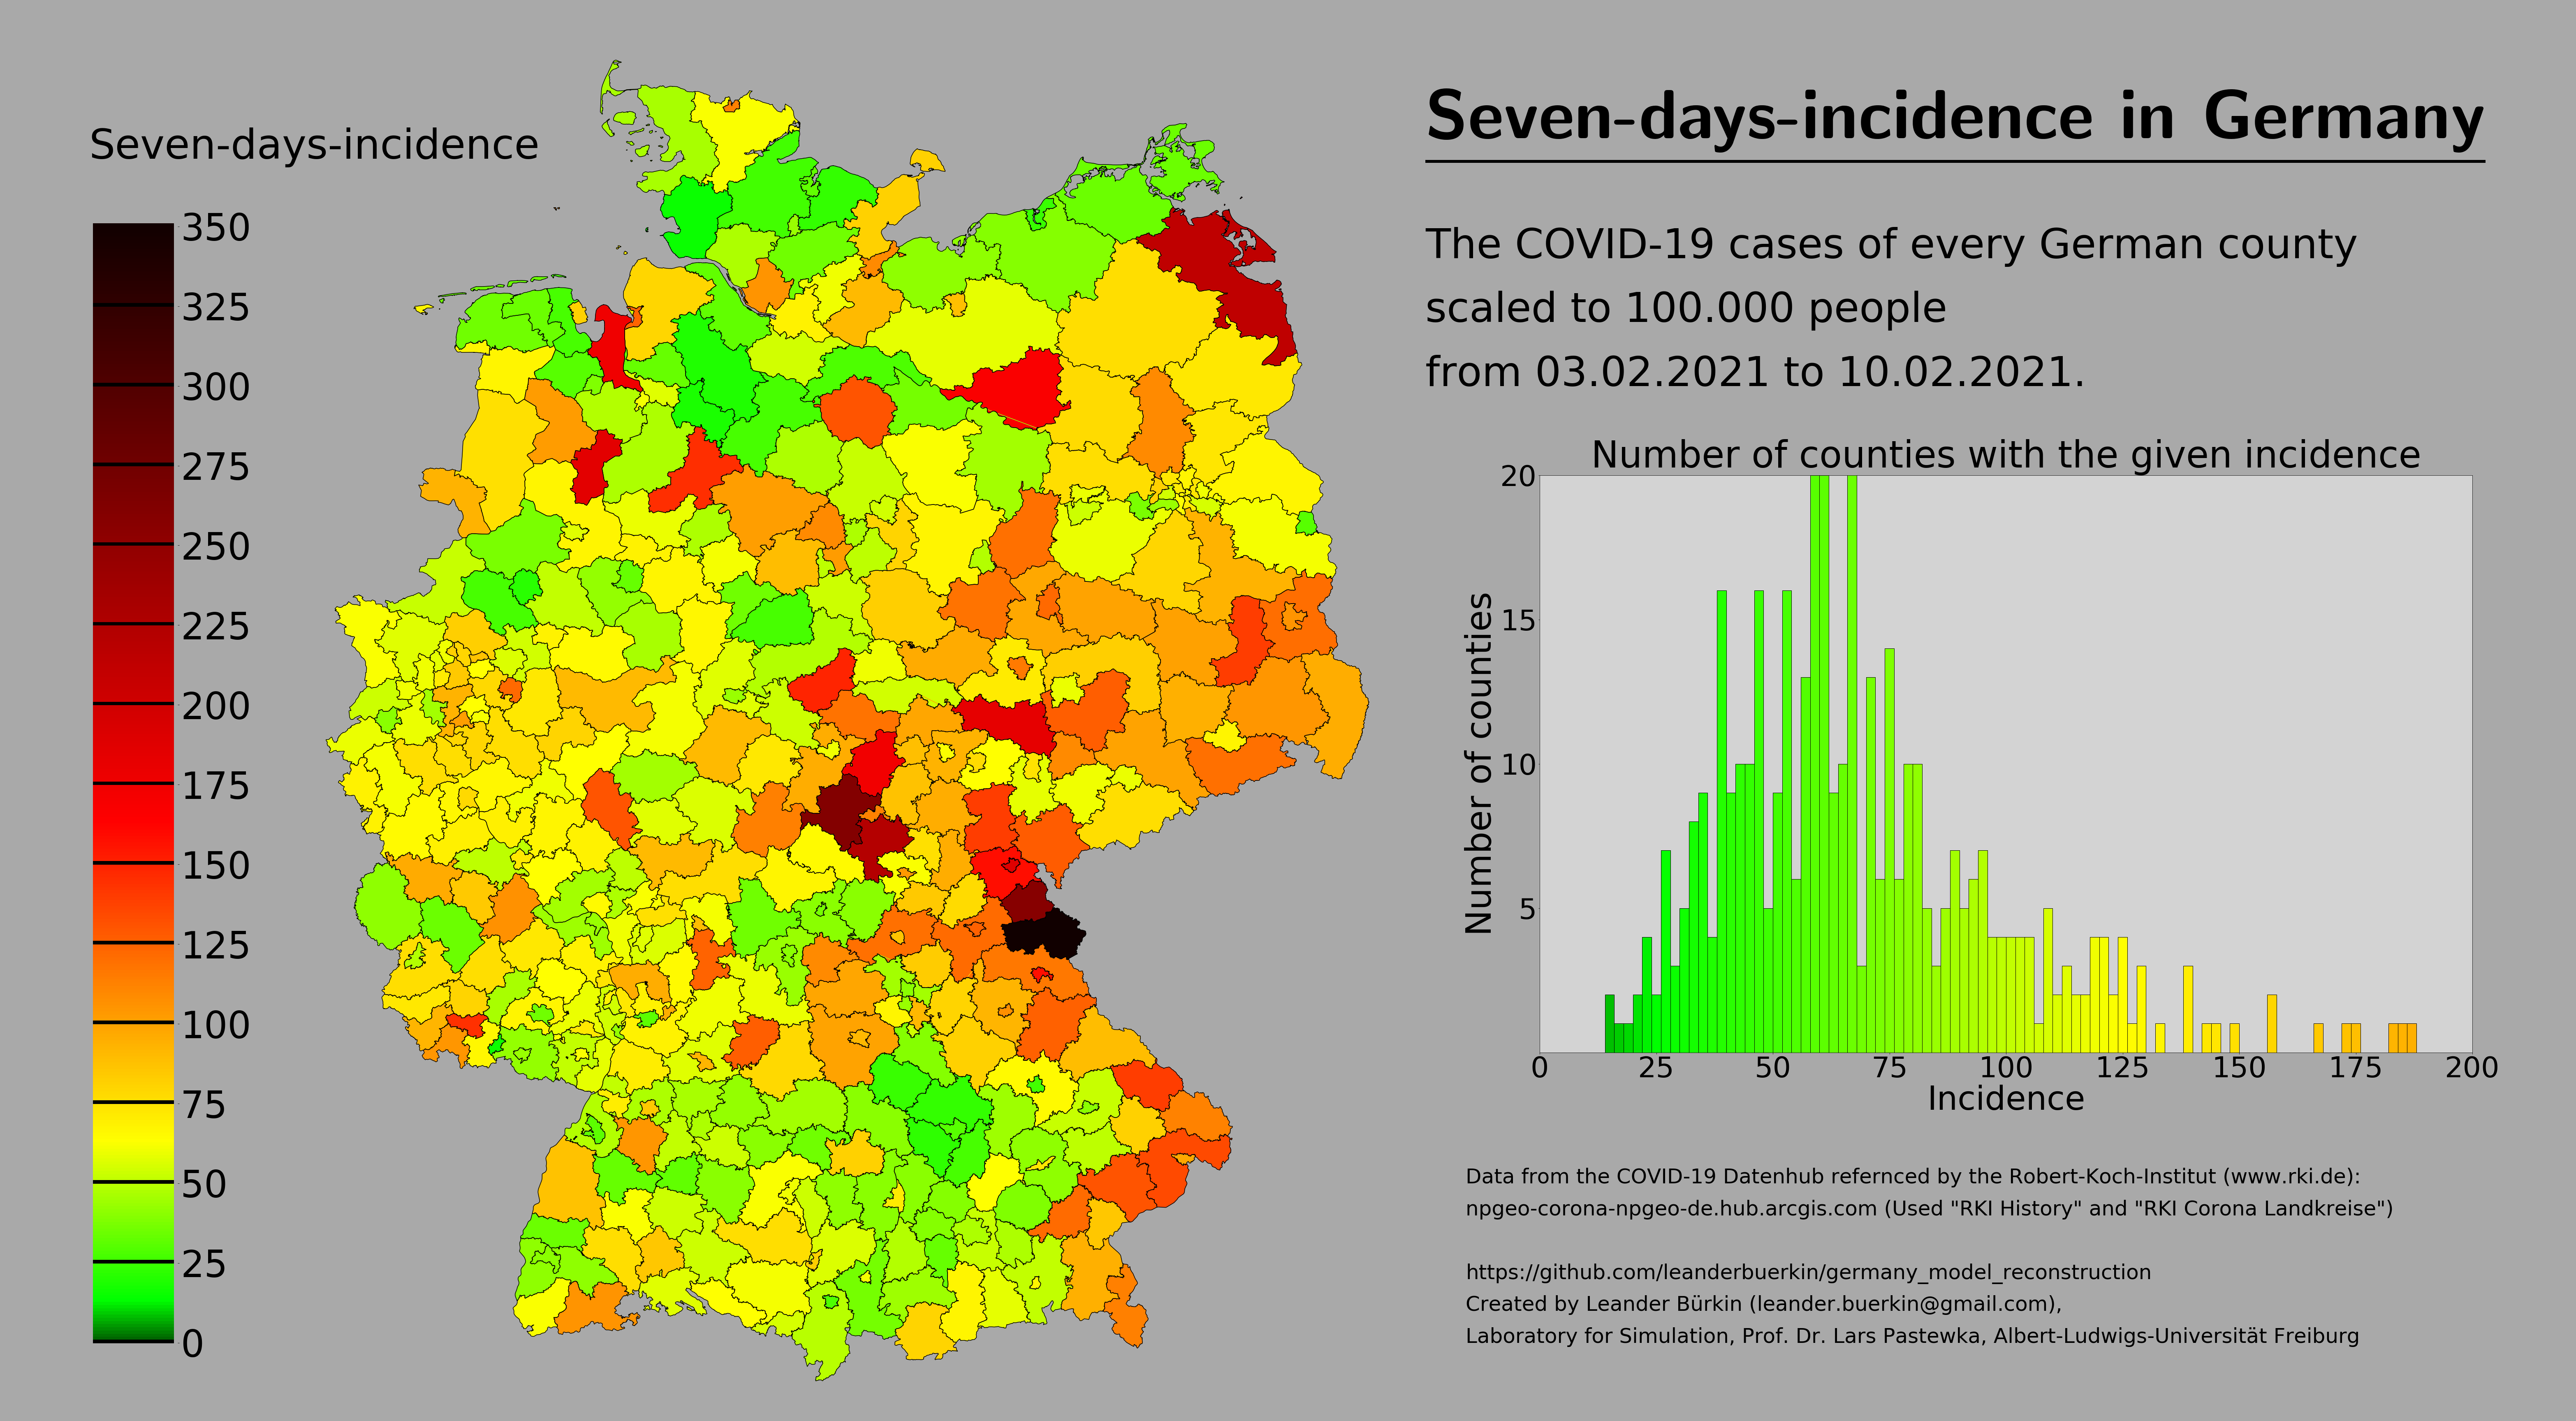 Seven-days-incidence in Germany
Seven-days-incidence
350
325
300
275
250
225
200
175
150
125
100
75
50
25
0
The COVID-19 cases of every German county
scaled to 100.000 people
from 03.02.2021 to 10.02.2021.
Number of counties with the given incidence
Number of counties
20
15
10
5
0 25 50 75 100 125 150 175 200
Incidence
Data from the COVID-19 Datenhub refernced by the Robert-Koch-Institut (www.rki.de):
npgeo-corona-npgeo-de.hub.arcgis.com (Used "RKI History" and "RKI Corona Landkreise")
https://github.com/leanderbuerkin/germany_model_reconstruction
Created by Leander Bürkin (leander.buerkin@gmail.com),
Laboratory for Simulation, Prof. Dr. Lars Pastewka, Albert-Ludwigs-Universität Freiburg